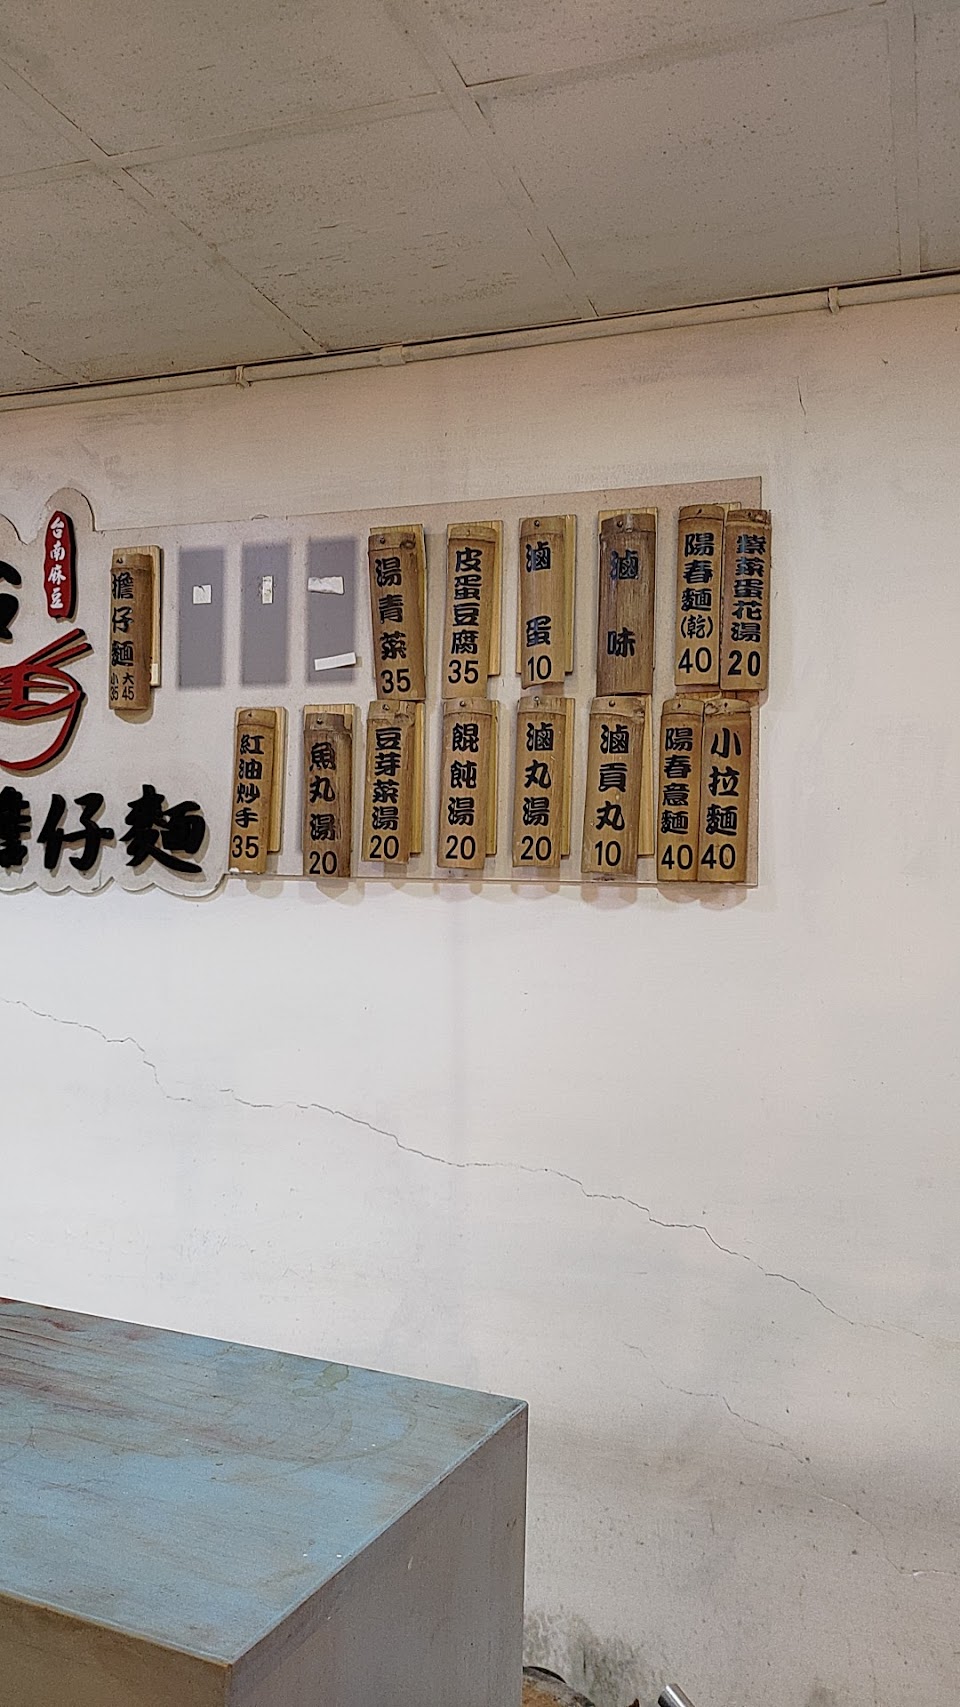 台南麻豆
擔仔麵
擔仔麵 小35 大45
湯青菜 35
皮蛋豆腐 35
滷蛋 10
滷味
陽春麵(乾) 40
紫菜蛋花湯 20
紅油炒手 35
魚丸湯 20
豆芽菜湯 20
餛飩湯 20
滷丸湯 20
滷貢丸 10
陽春意麵 40
小拉麵 40